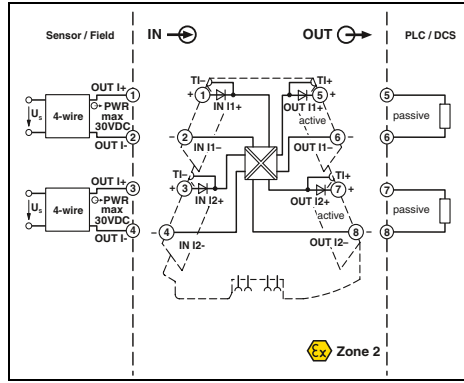 Sensor / Field
IN
OUT
PLC / DCS
OUT I+
1
4-wire
Us
PWR
max
30VDC
OUT I-
2
OUT I+
3
4-wire
Us
PWR
max
30VDC
OUT I-
4
TI–
+ 1
IN I1+
– 2
IN I1–
TI–
+ 3
IN I2+
– 4
IN I2-
TI+
5 +
OUT I1+
active
6 –
OUT I1–
TI+
7 +
OUT I2+
active
8 –
OUT I2–
5
passive
6
7
passive
8
Ex Zone 2